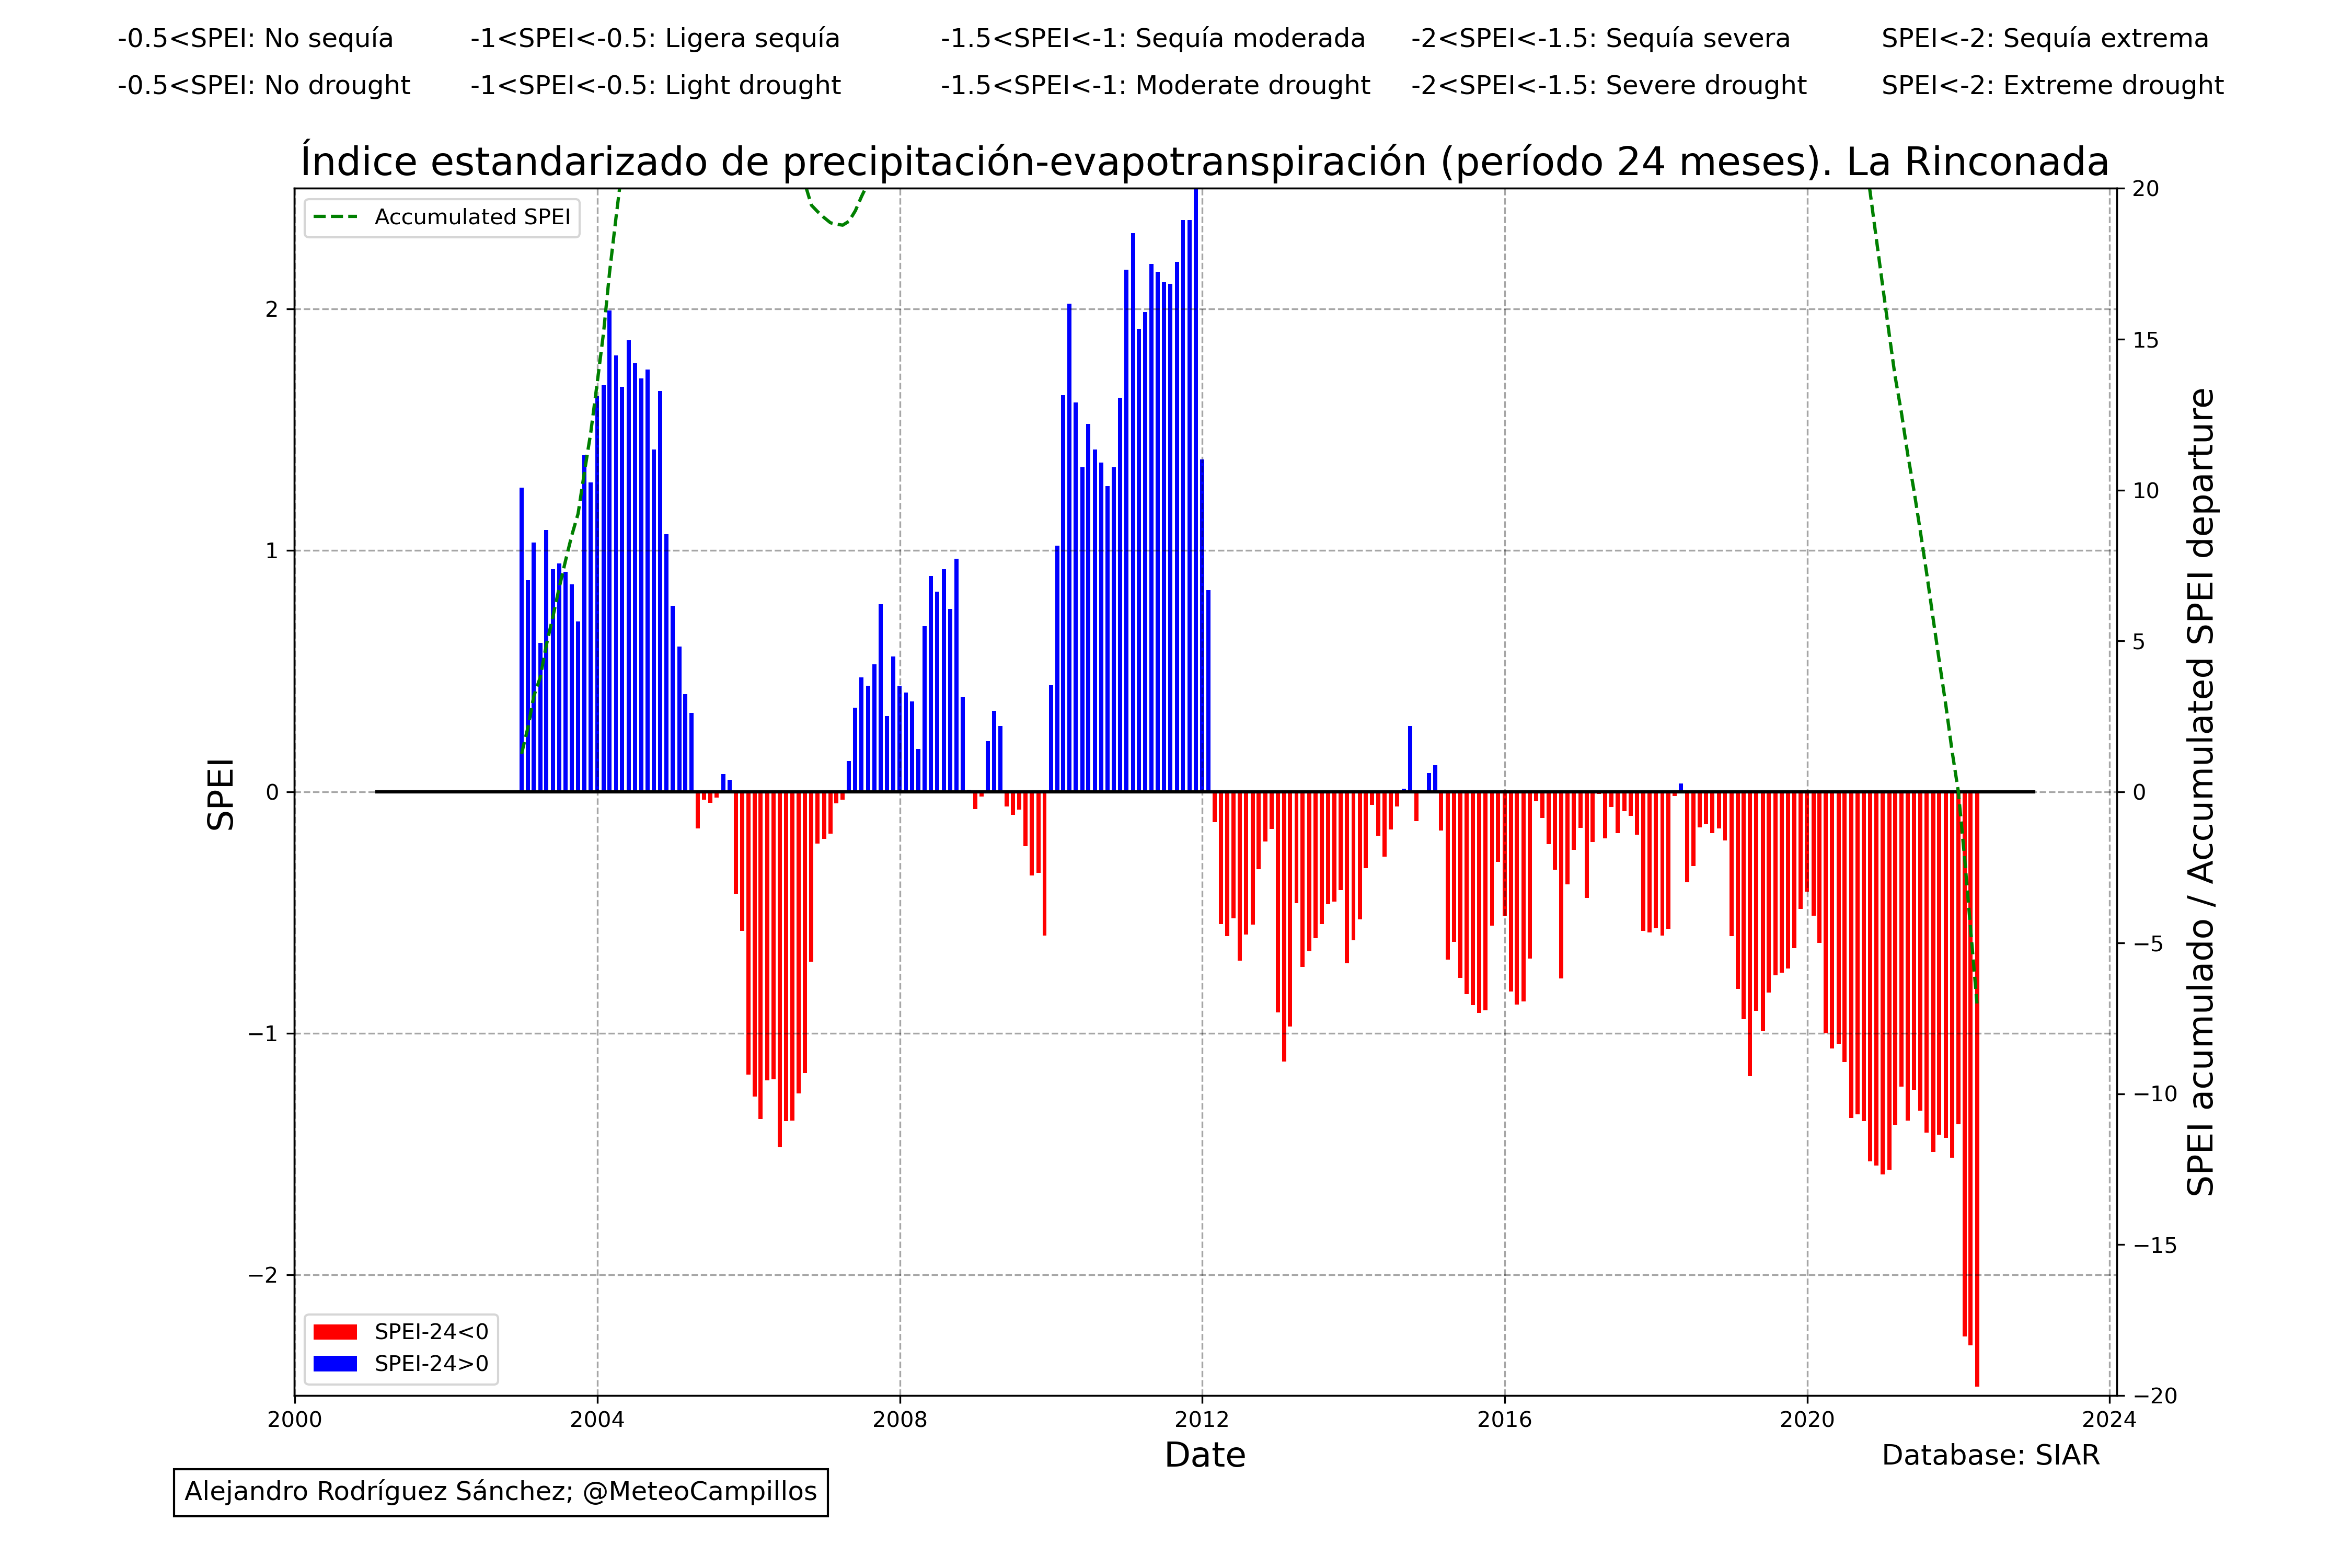 -0.5<SPEI: No sequía -1<SPEI<-0.5: Ligera sequía -1.5<SPEI<-1: Sequía moderada -2<SPEI<-1.5: Sequía severa SPEI<-2: Sequía extrema
-0.5<SPEI: No drought -1<SPEI<-0.5: Light drought -1.5<SPEI<-1: Moderate drought -2<SPEI<-1.5: Severe drought SPEI<-2: Extreme drought
Índice estandarizado de precipitación-evapotranspiración (período 24 meses). La Rinconada
Accumulated SPEI
2
1
0
−1
−2
SPEI
20
15
10
5
0
−5
−10
−15
−20
SPEI acumulado / Accumulated SPEI departure
SPEI-24<0
SPEI-24>0
2000 2004 2008 2012 2016 2020 2024
Date
Database: SIAR
Alejandro Rodríguez Sánchez; @MeteoCampillos